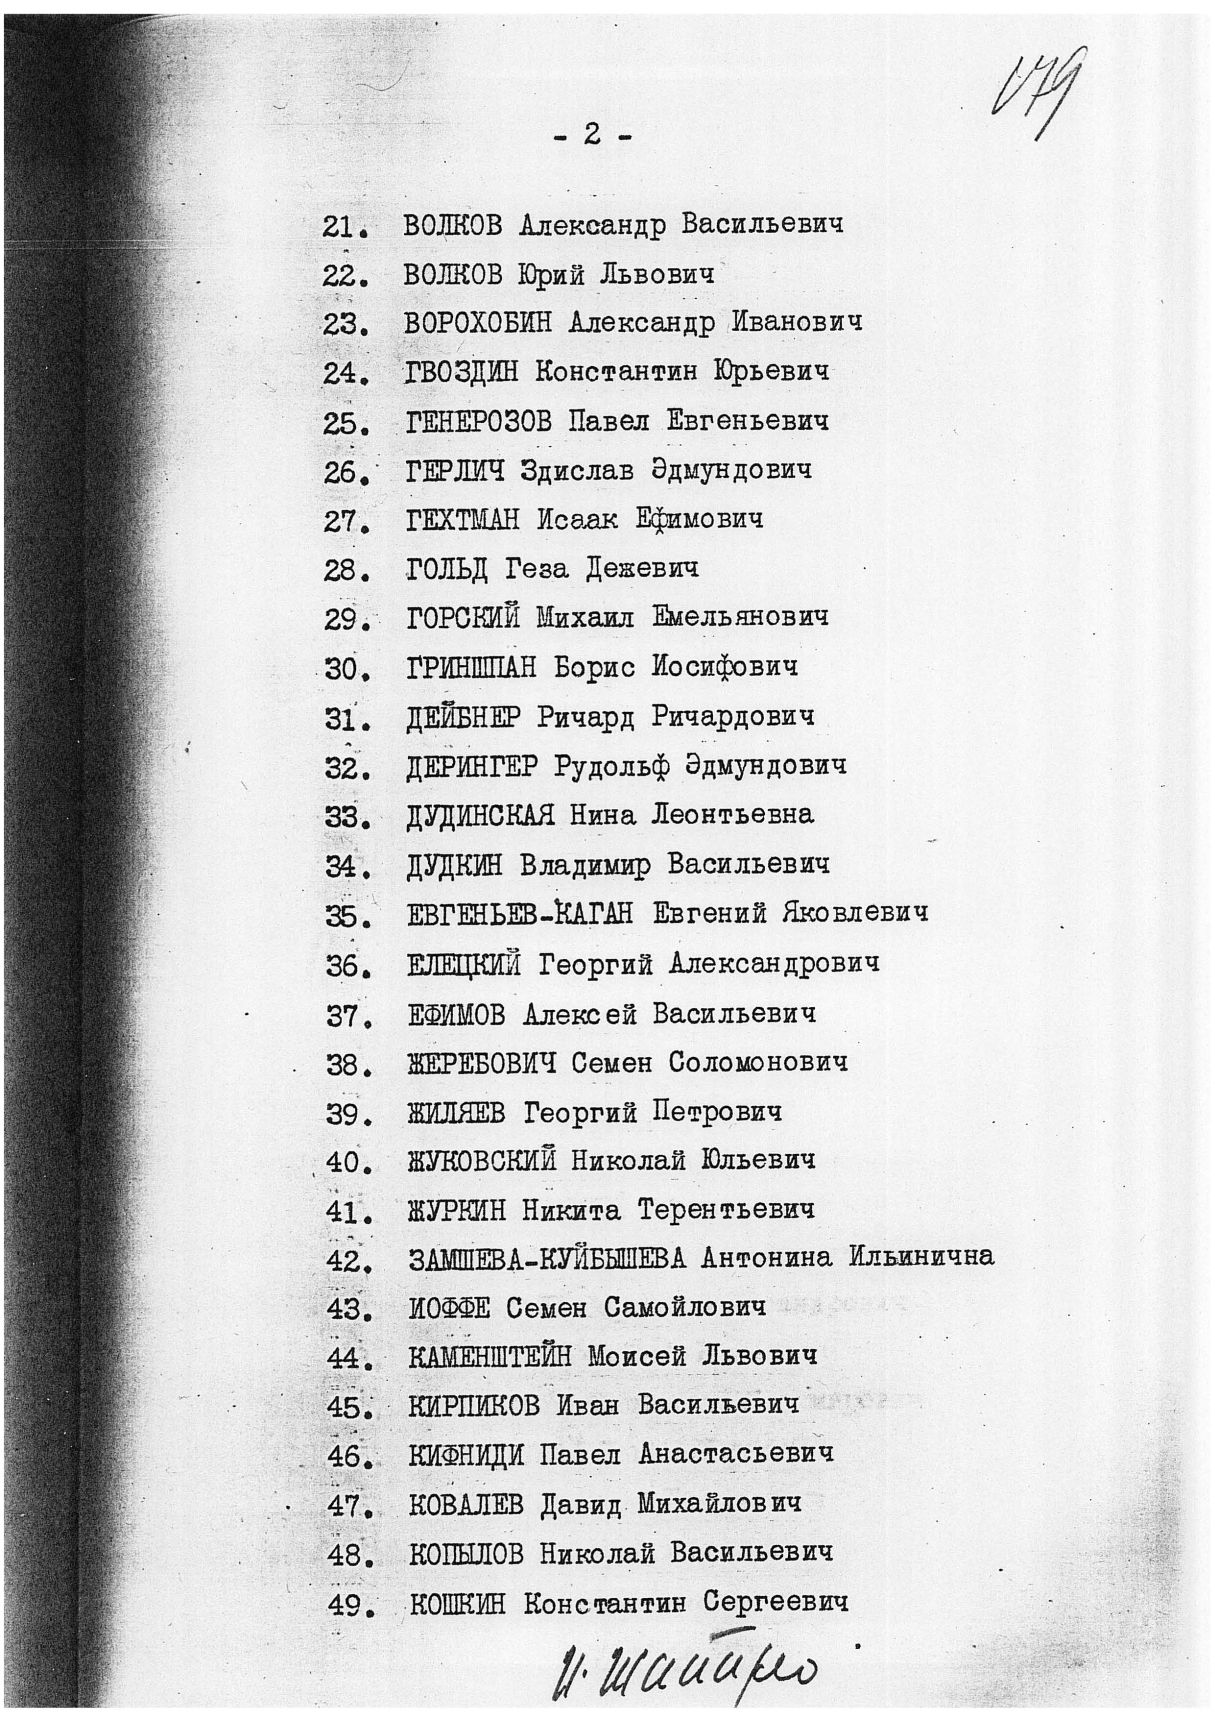 179
- 2 -
21. ВОЛКОВ Александр Васильевич
22. ВОЛКОВ Юрий Львович
23. ВОРОХОБИН Александр Иванович
24. ГВОЗДИН Константин Юрьевич
25. ГЕНЕРОЗОВ Павел Евгеньевич
26. ГЕРЛИЧ Здислав Эдмундович
27. ГЕХТМАН Исаак Ефимович
28. ГОЛЬД Геза Дежевич
29. ГОРСКИЙ Михаил Емельянович
30. ГРИНШПАН Борис Иосифович
31. ДЕЙБНЕР Ричард Ричардович
32. ДЕРИНГЕР Рудольф Эдмундович
33. ДУДИНСКАЯ Нина Леонтьевна
34. ДУДКИН Владимир Васильевич
35. ЕВГЕНЬЕВ-КАГАН Евгений Яковлевич
36. ЕЛЕЦКИЙ Георгий Александрович
37. ЕФИМОВ Алексей Васильевич
38. ЖЕРЕБОВИЧ Семен Соломонович
39. ЖИЛЯЕВ Георгий Петрович
40. ЖУКОВСКИЙ Николай Юльевич
41. ЖУРКИН Никита Терентьевич
42. ЗАМШЕВА-КУЙБЫШЕВА Антонина Ильинична
43. ИОФФЕ Семен Самойлович
44. КАМЕНШТЕЙН Моисей Львович
45. КИРПИКОВ Иван Васильевич
46. КИФНИДИ Павел Анастасьевич
47. КОВАЛЕВ Давид Михайлович
48. КОПЫЛОВ Николай Васильевич
49. КОШКИН Константин Сергеевич
И. Шапиро